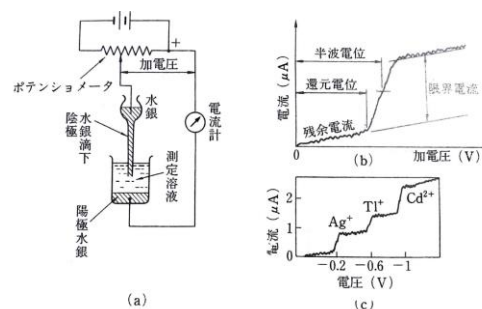 +
加電圧
ポテンショメータ
水銀
電流計
水銀滴下
陰極
測定溶液
陽極水銀
(a)
電流(μA)
半波電位
還元電位
限界電流
残余電流
0
(b)
加電圧(V)
電流(μA)
2
1
0
Ag⁺
Tl⁺
Cd²⁺
−0.2
−0.6
−1
電圧(V)
(c)